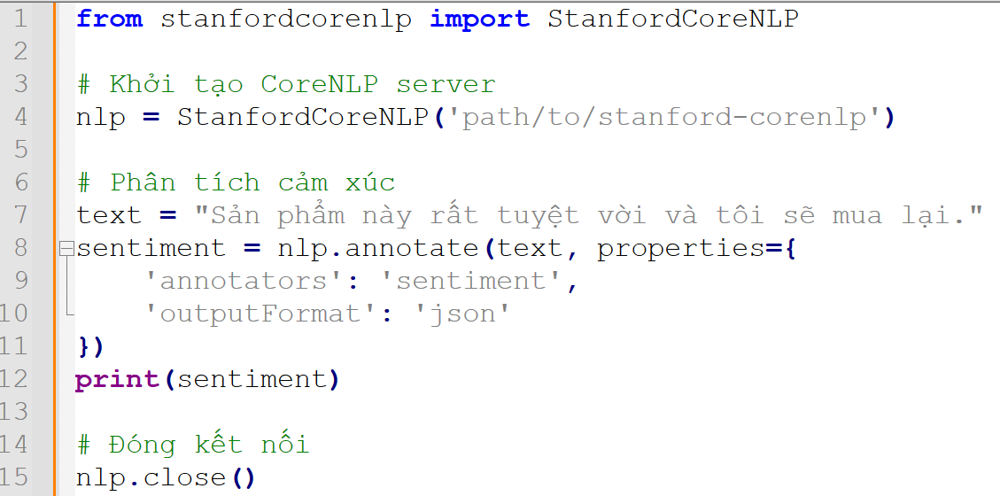 1 from stanfordcorenlp import StanfordCoreNLP
2
3 # Khởi tạo CoreNLP server
4 nlp = StanfordCoreNLP('path/to/stanford-corenlp')
5
6 # Phân tích cảm xúc
7 text = "Sản phẩm này rất tuyệt vời và tôi sẽ mua lại."
8 sentiment = nlp.annotate(text, properties={
9     'annotators': 'sentiment',
10     'outputFormat': 'json'
11 })
12 print(sentiment)
13
14 # Đóng kết nối
15 nlp.close()